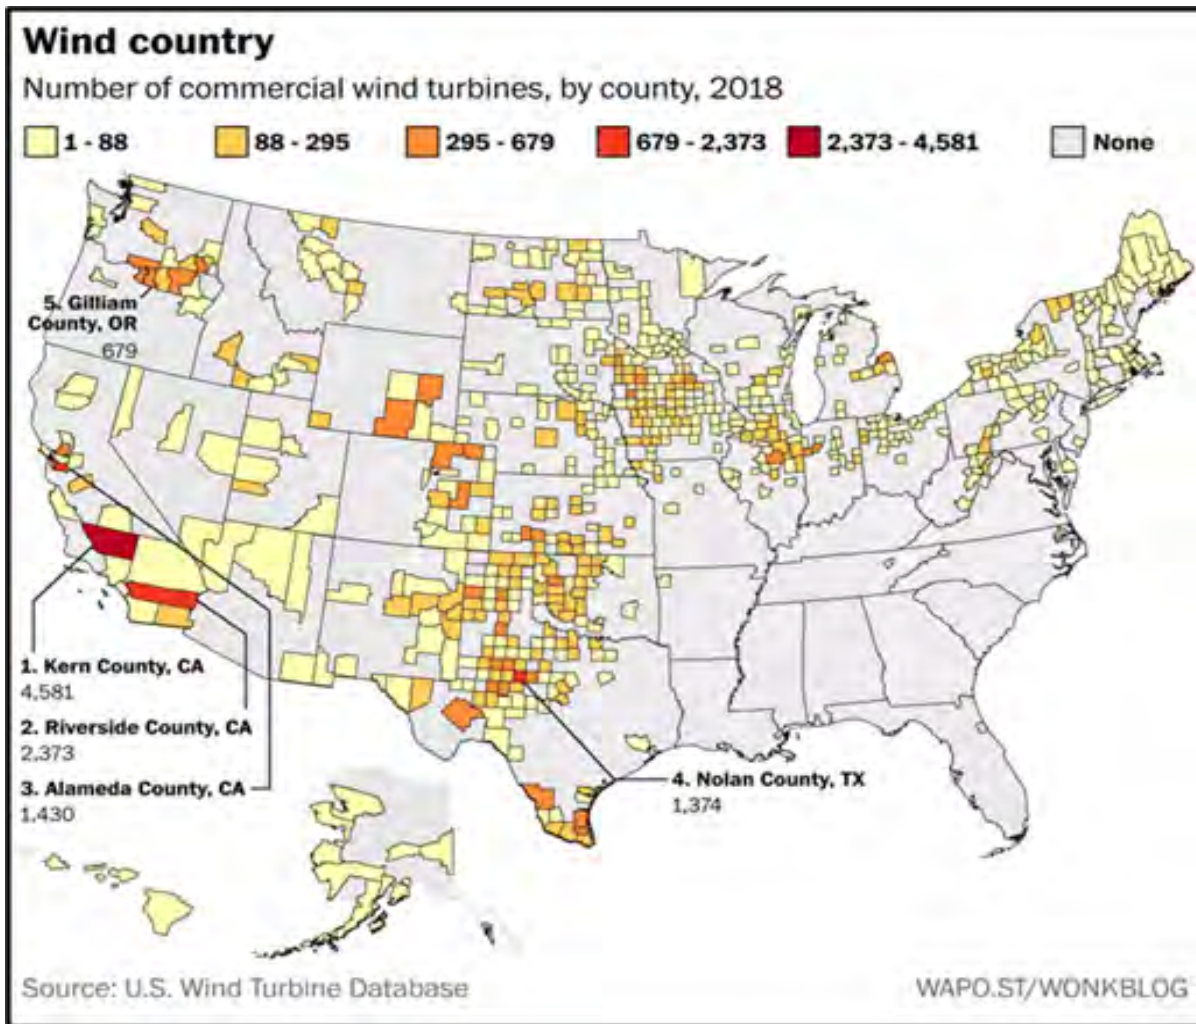 Wind country
Number of commercial wind turbines, by county, 2018
1 - 88 88 - 295 295 - 679 679 - 2,373 2,373 - 4,581 None
5. Gilliam
County, OR
679
1. Kern County, CA
4,581
2. Riverside County, CA
2,373
3. Alameda County, CA
1,430
4. Nolan County, TX
1,374
Source: U.S. Wind Turbine Database
WAPO.ST/WONKBLOG